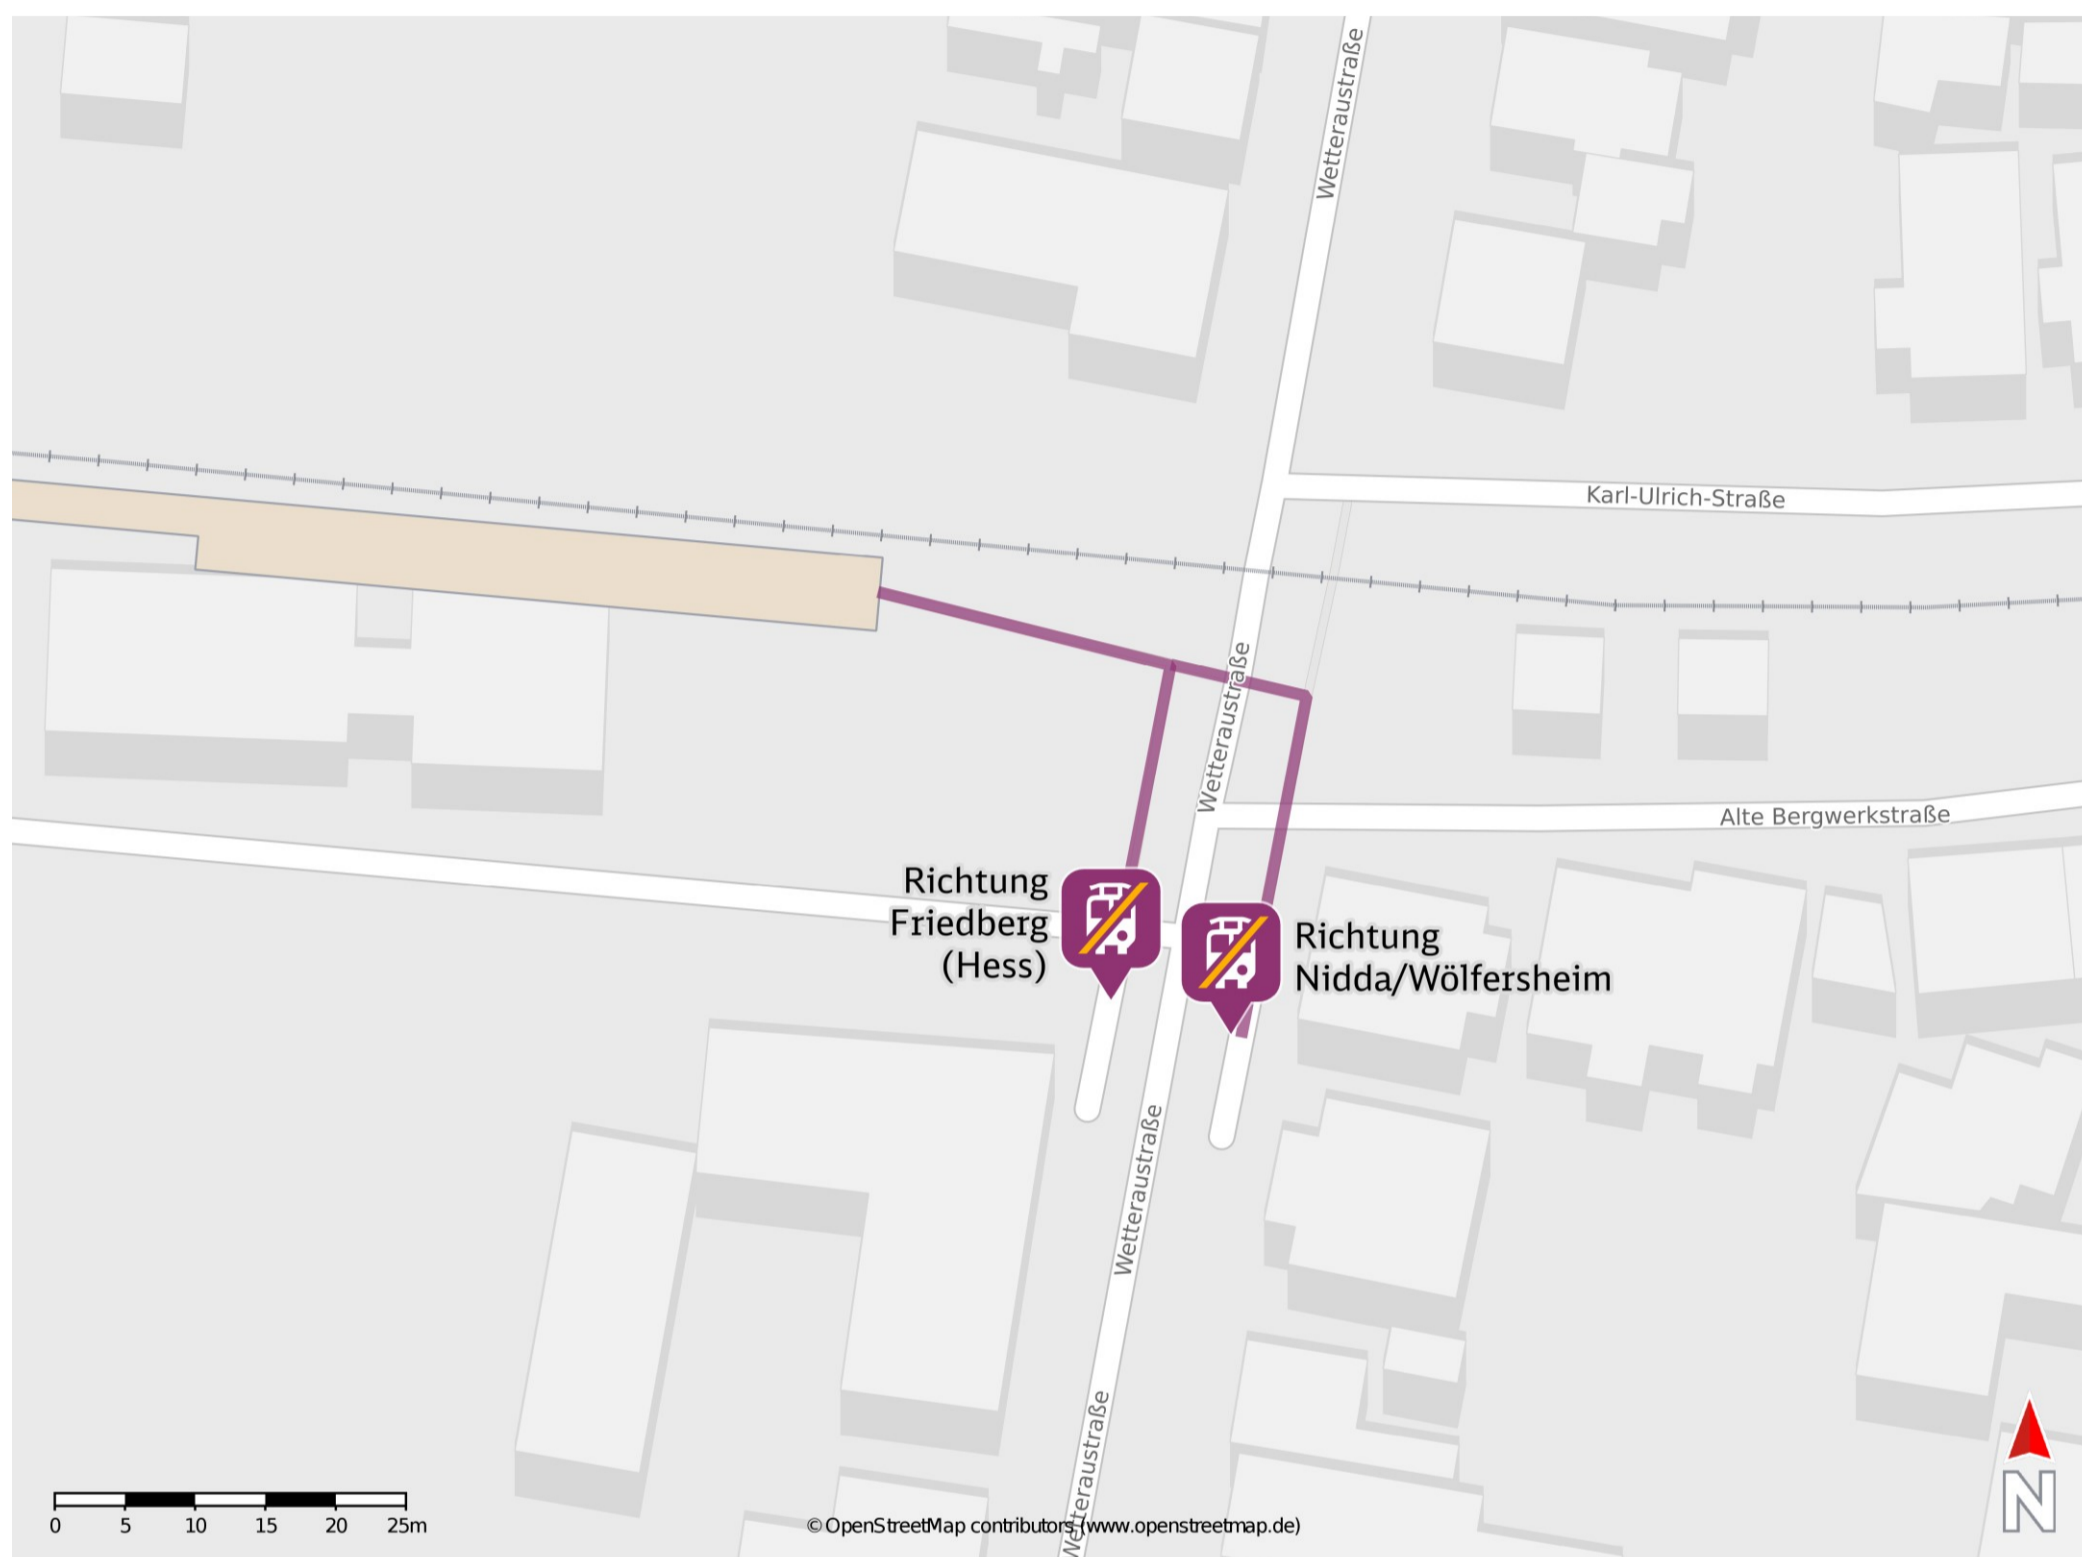 Wetteraustraße
Karl-Ulrich-Straße
Wetteraustraße
Alte Bergwerkstraße
Richtung
Friedberg
(Hess)
Richtung
Nidda/Wölfersheim
Wetteraustraße
Wetteraustraße
0 5 10 15 20 25m
© OpenStreetMap contributors (www.openstreetmap.de)
N